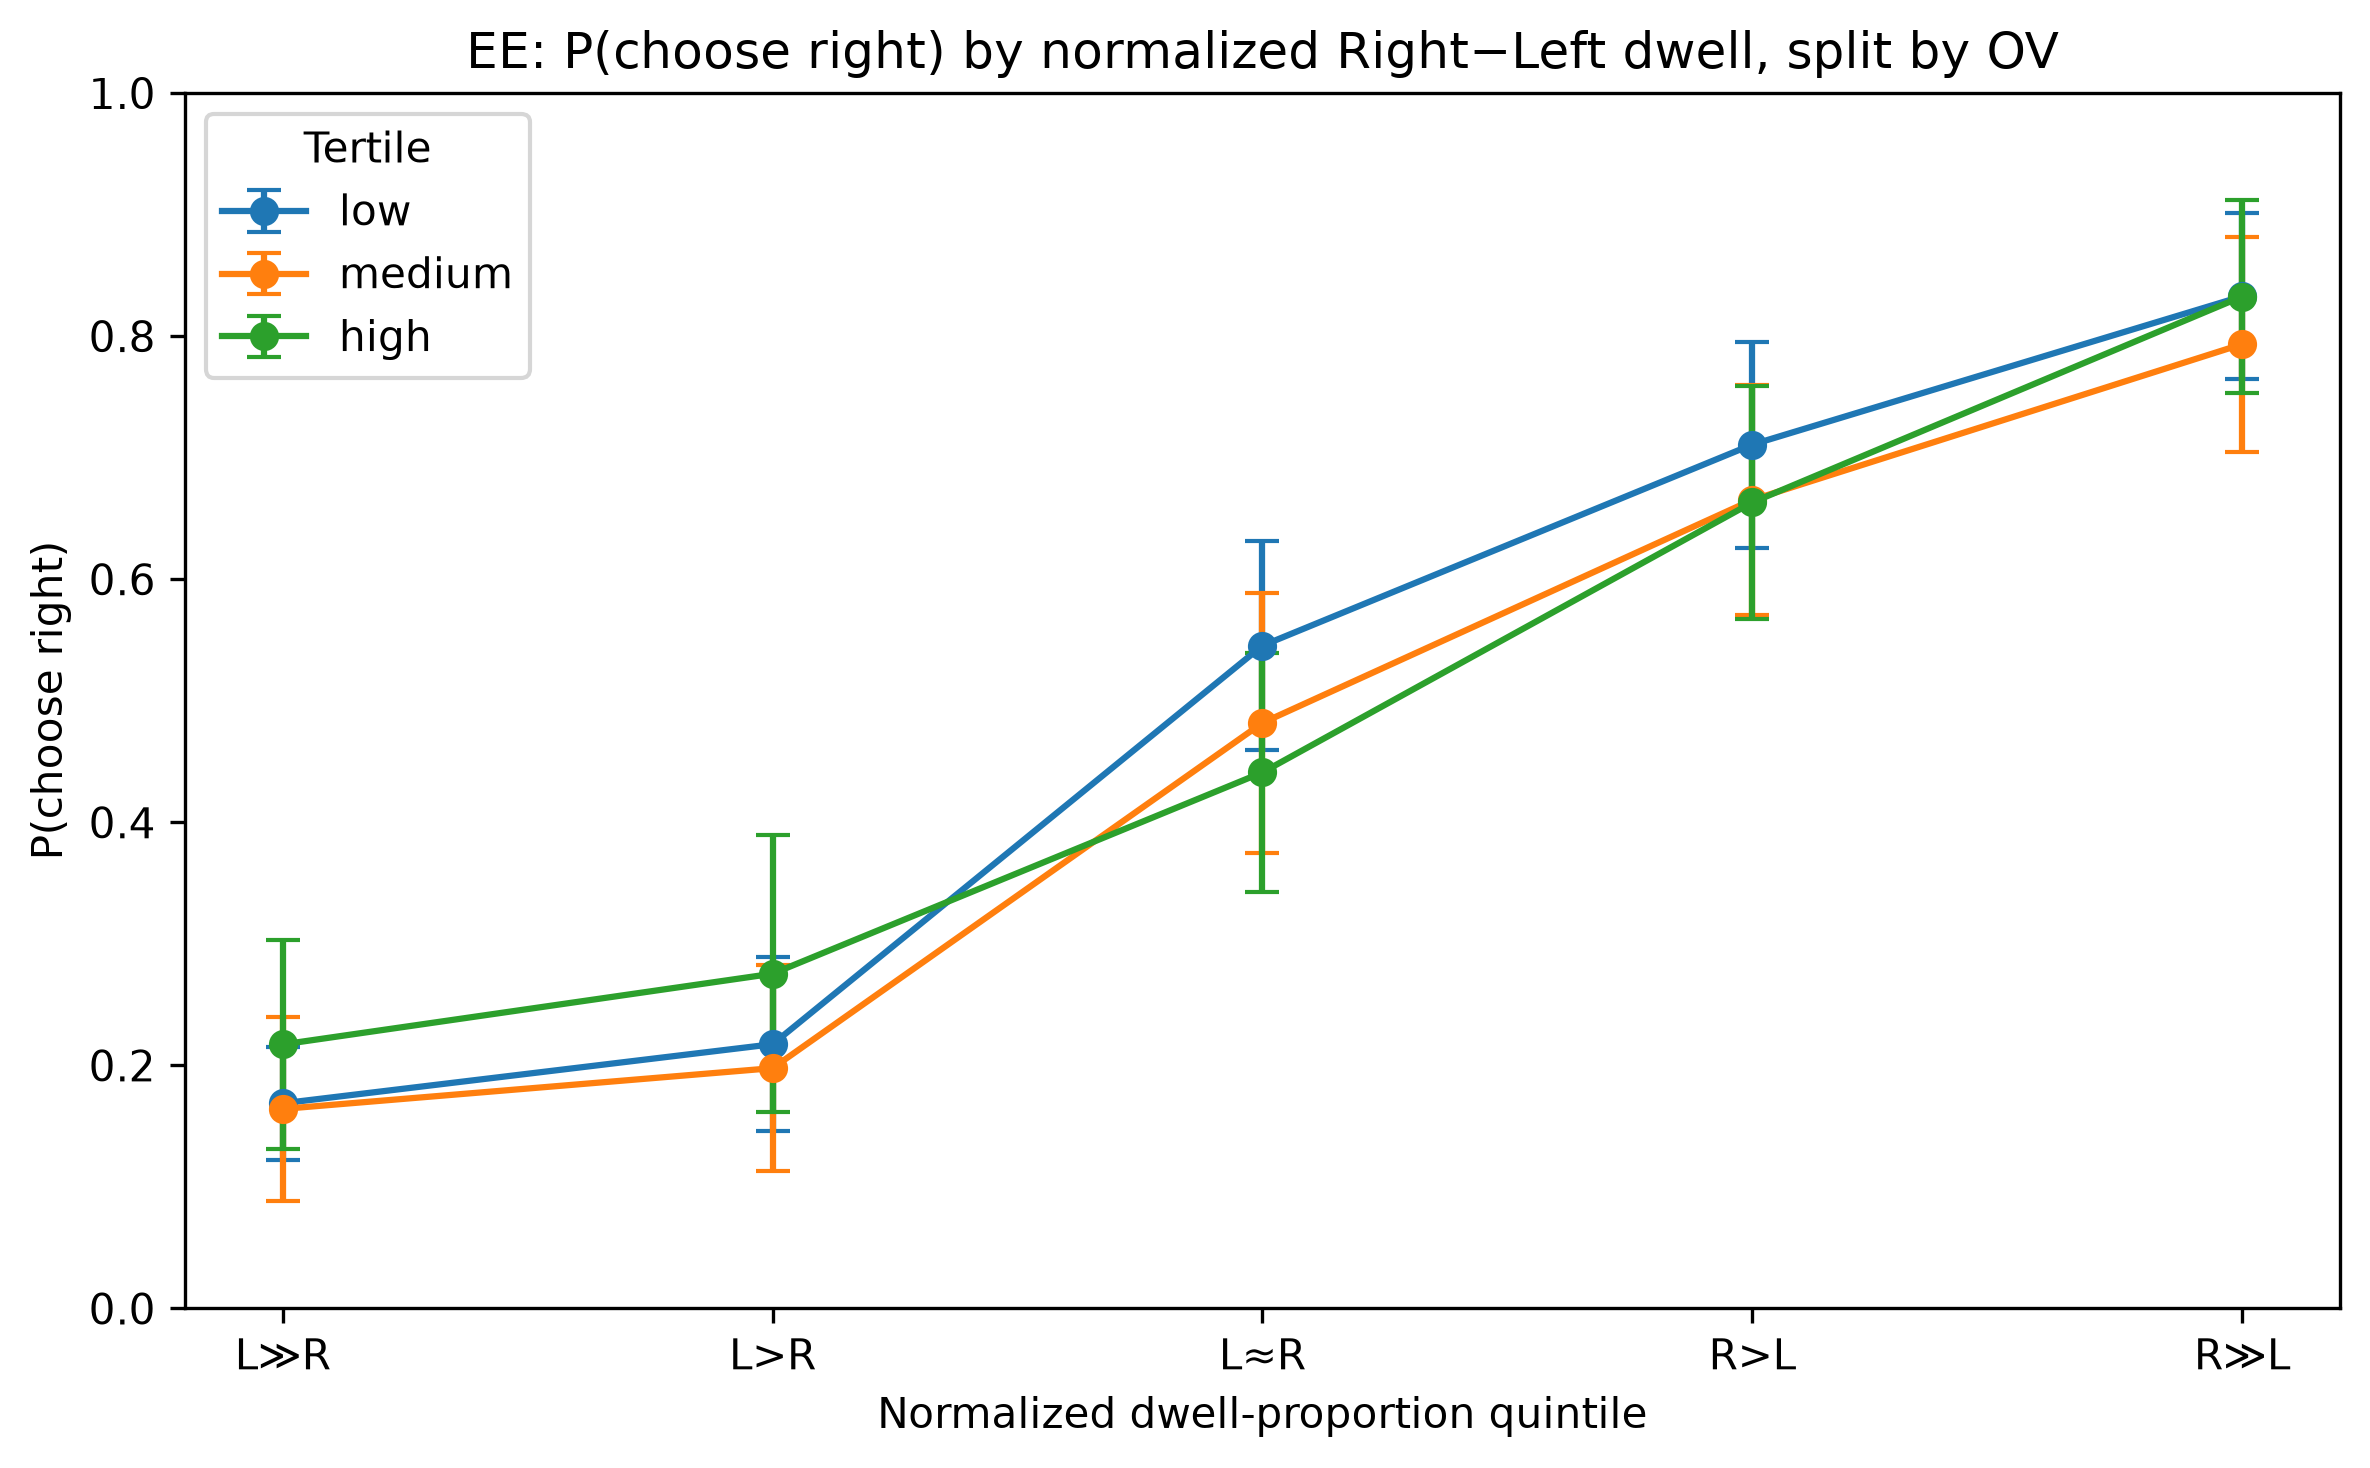 EE: P(choose right) by normalized Right−Left dwell, split by OV
1.0
0.8
0.6
0.4
0.2
0.0
P(choose right)
Tertile
low
medium
high
L≫R
L>R
L≈R
R>L
R≫L
Normalized dwell-proportion quintile